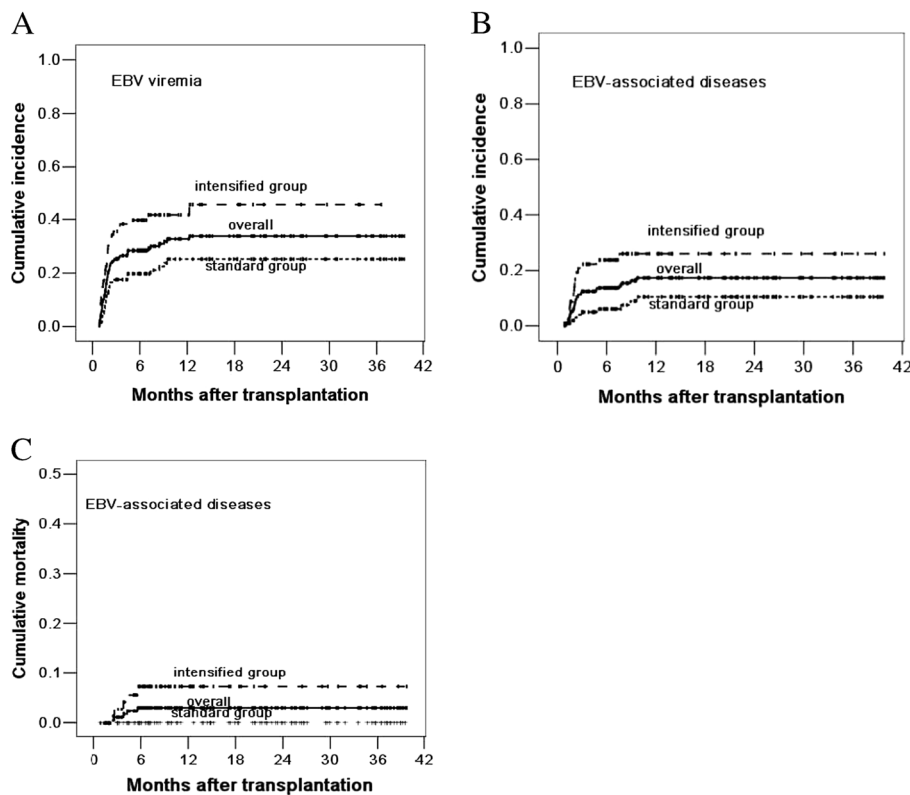 A
Cumulative incidence
1.0
0.8
0.6
0.4
0.2
0.0
EBV viremia
intensified group
overall
standard group
0 6 12 18 24 30 36 42
Months after transplantation
B
Cumulative incidence
1.0
0.8
0.6
0.4
0.2
0.0
EBV-associated diseases
intensified group
overall
standard group
0 6 12 18 24 30 36 42
Months after transplantation
C
Cumulative mortality
0.5
0.4
0.3
0.2
0.1
0.0
EBV-associated diseases
intensified group
overall
standard group
0 6 12 18 24 30 36 42
Months after transplantation